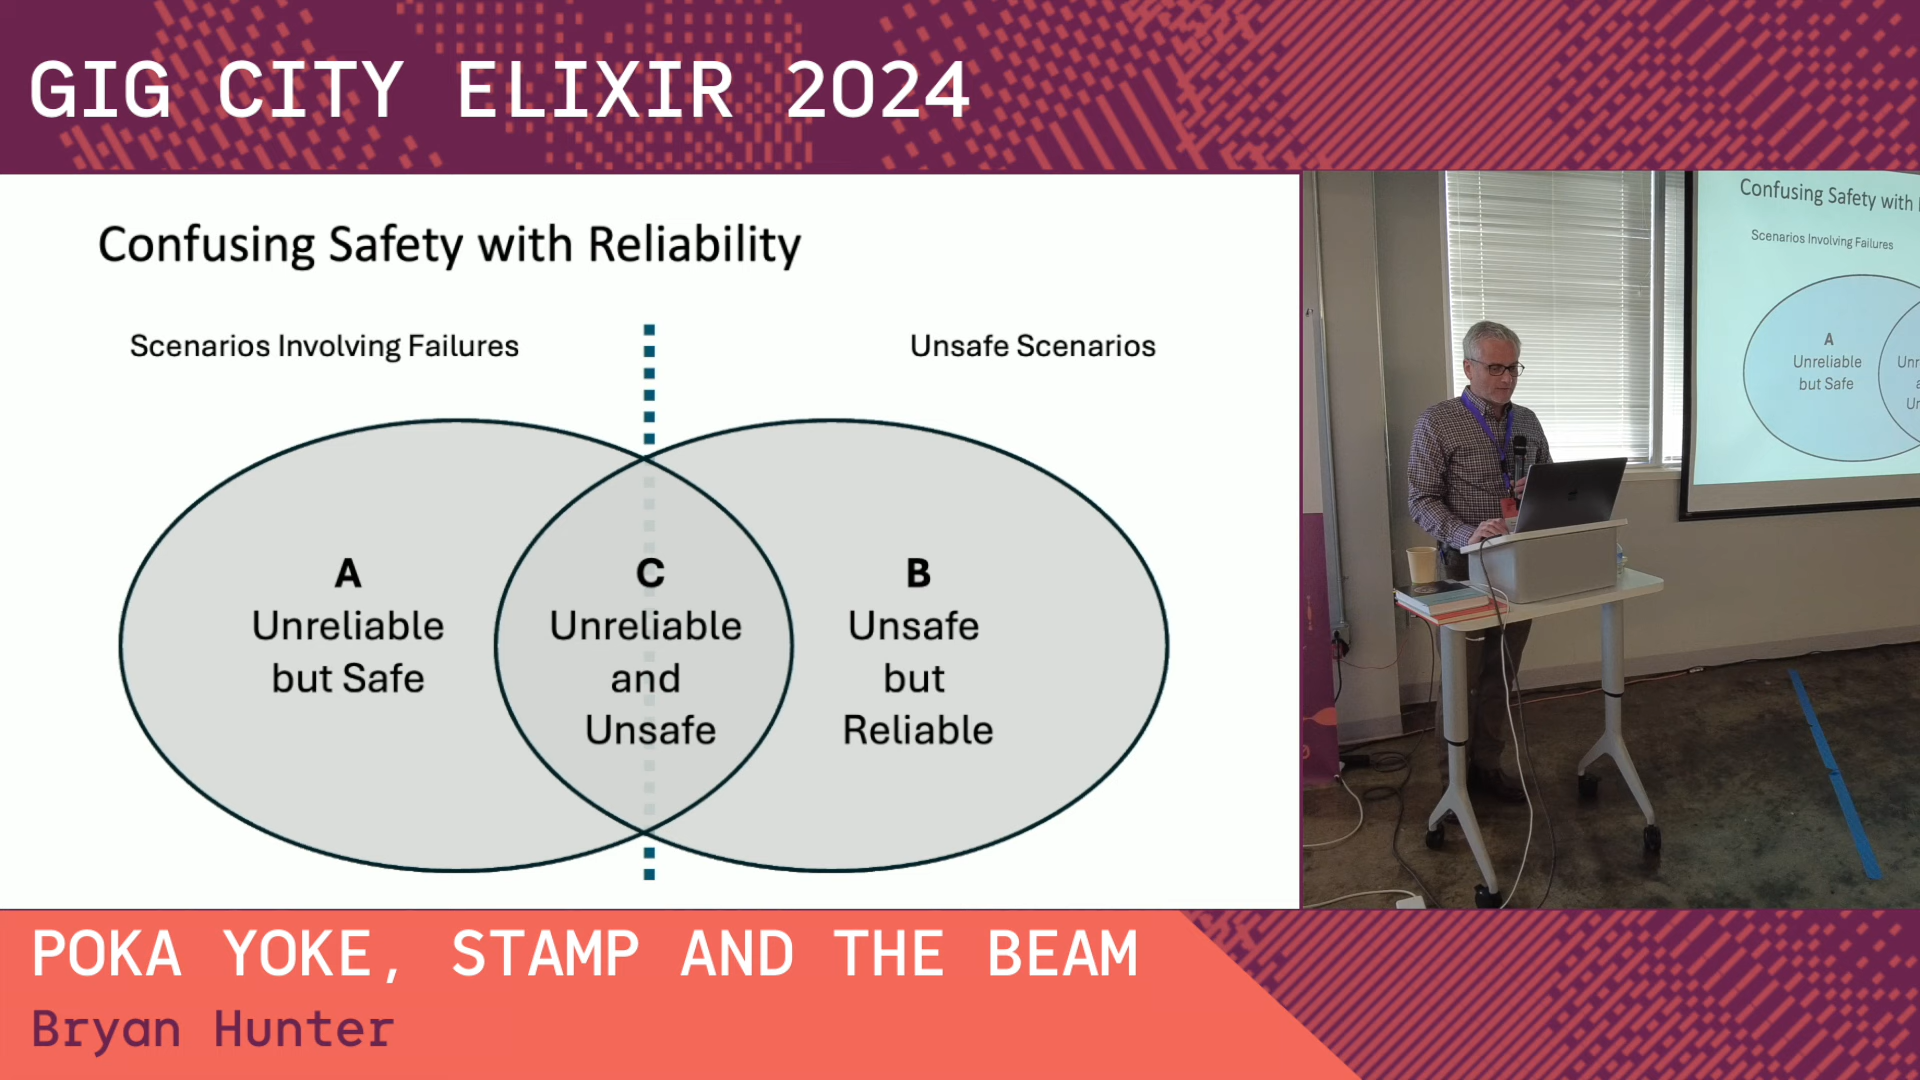 GIG CITY ELIXIR 2024
Confusing Safety with Reliability
Scenarios Involving Failures
Unsafe Scenarios
A
Unreliable
but Safe
C
Unreliable
and
Unsafe
B
Unsafe
but
Reliable
Confusing Safety with
Scenarios Involving Failures
A
Unreliable
but Safe
POKA YOKE, STAMP AND THE BEAM
Bryan Hunter